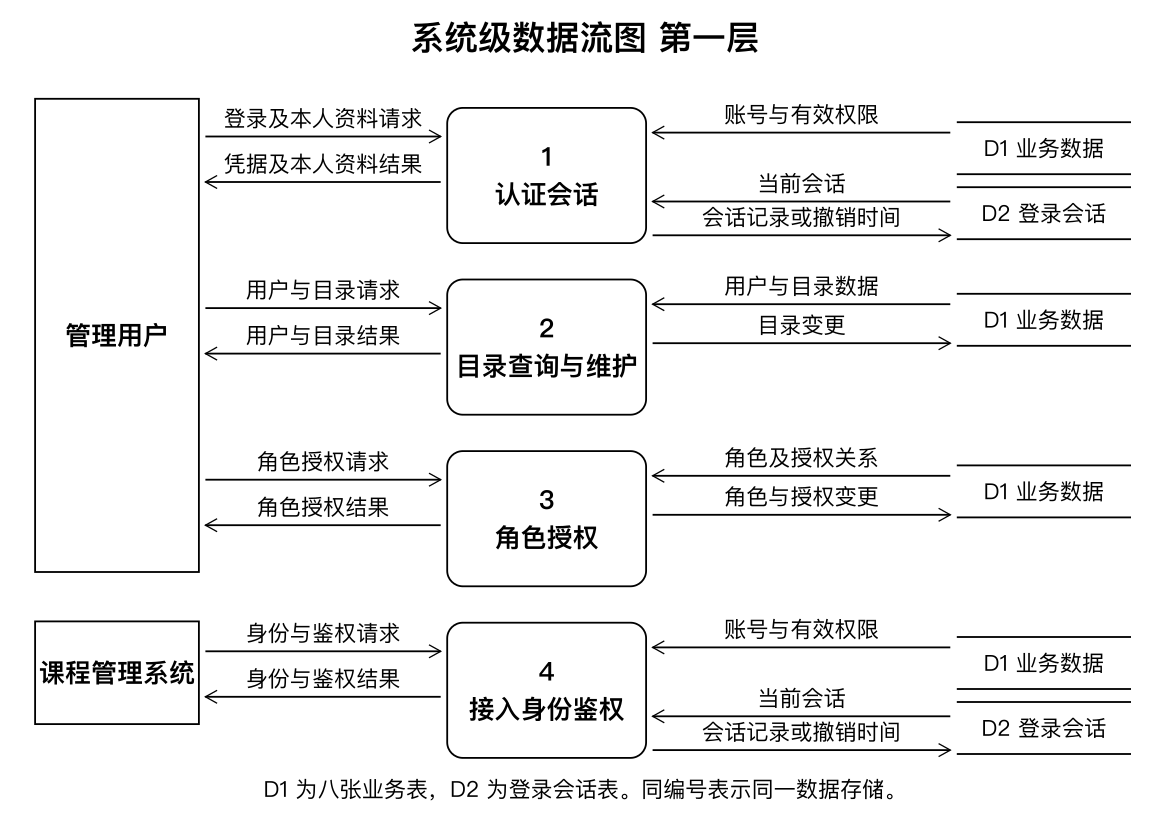 系统级数据流图 第一层
管理用户
登录及本人资料请求
凭据及本人资料结果
1
认证会话
账号与有效权限
D1 业务数据
当前会话
会话记录或撤销时间
D2 登录会话
用户与目录请求
用户与目录结果
2
目录查询与维护
用户与目录数据
目录变更
D1 业务数据
角色授权请求
角色授权结果
3
角色授权
角色及授权关系
角色与授权变更
D1 业务数据
课程管理系统
身份与鉴权请求
身份与鉴权结果
4
接入身份鉴权
账号与有效权限
D1 业务数据
当前会话
会话记录或撤销时间
D2 登录会话
D1 为八张业务表，D2 为登录会话表。同编号表示同一数据存储。